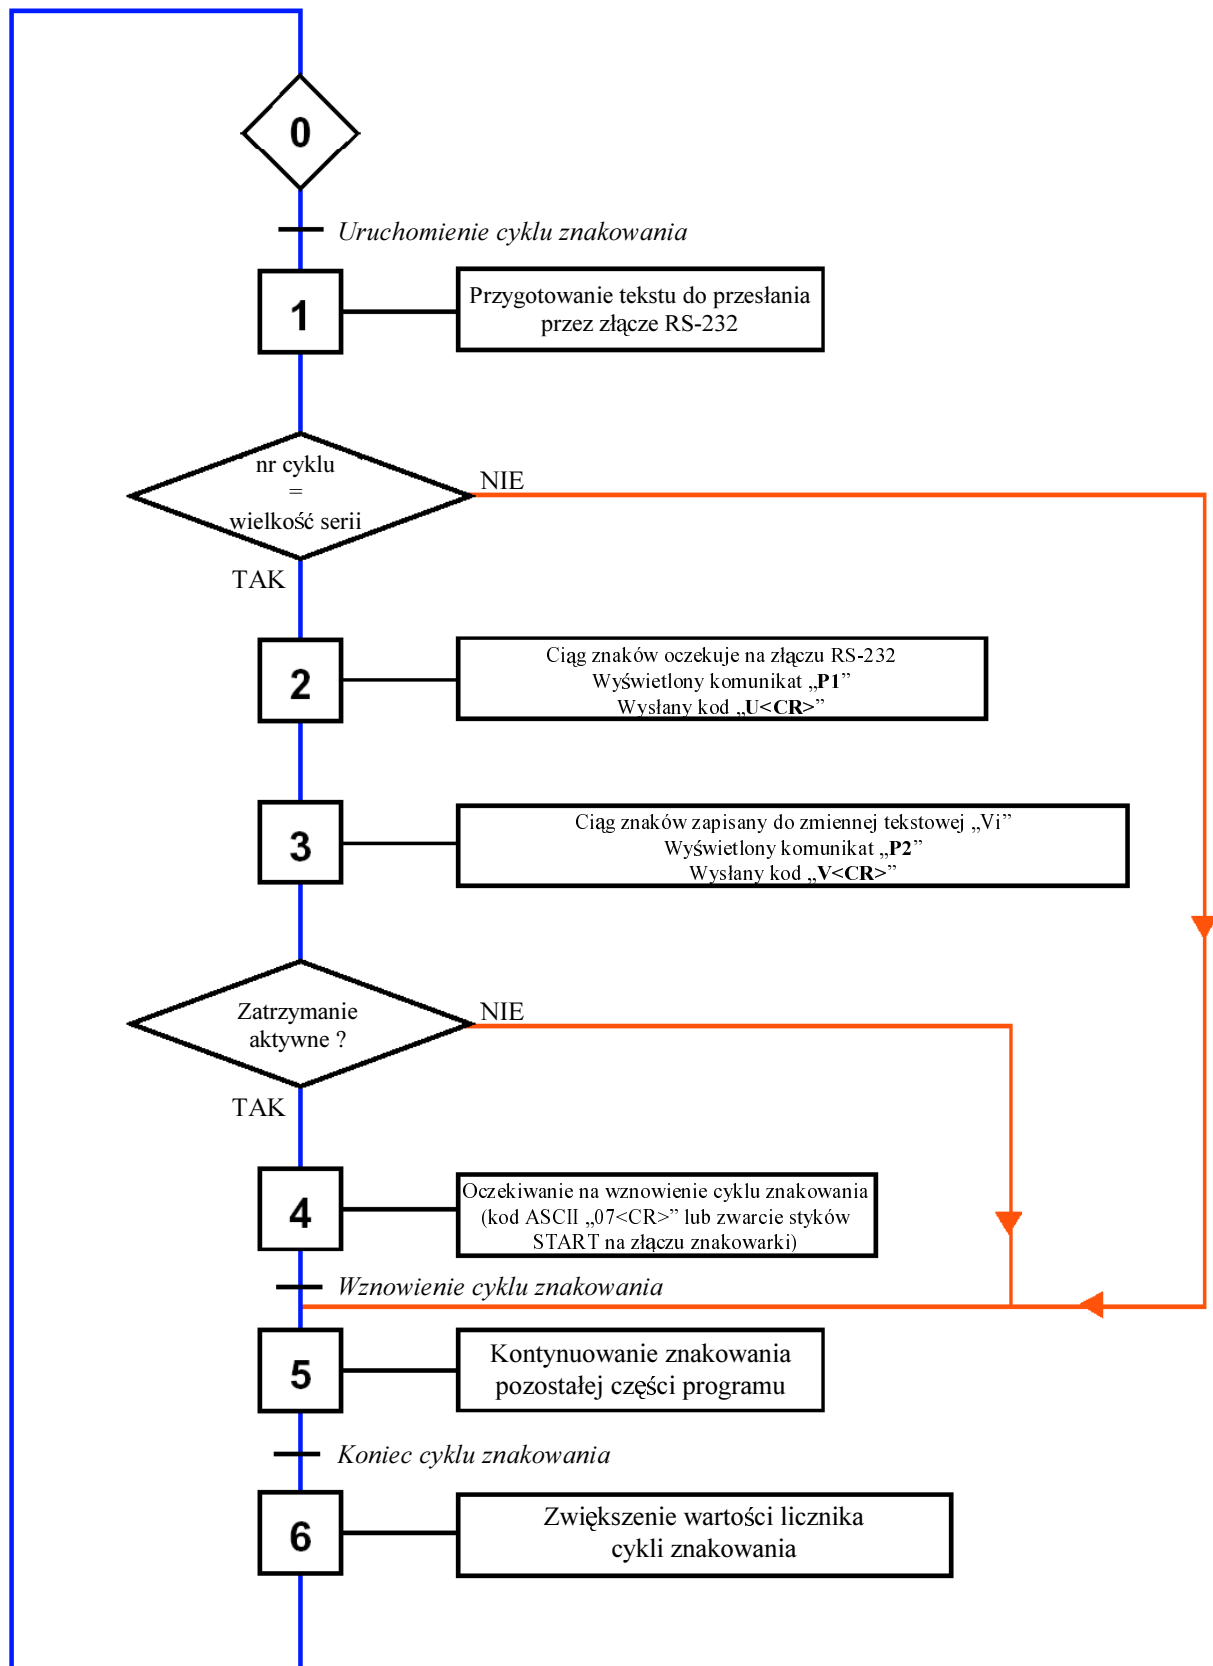 0
Uruchomienie cyklu znakowania
1
Przygotowanie tekstu do przesłania
przez złącze RS-232
nr cyklu
=
wielkość serii
NIE
TAK
2
Ciąg znaków oczekuje na złączu RS-232
Wyświetlony komunikat „P1”
Wysłany kod „U<CR>”
3
Ciąg znaków zapisany do zmiennej tekstowej „Vi”
Wyświetlony komunikat „P2”
Wysłany kod „V<CR>”
Zatrzymanie
aktywne ?
NIE
TAK
4
Oczekiwanie na wznowienie cyklu znakowania
(kod ASCII „07<CR>” lub zwarcie styków
START na złączu znakowarki)
Wznowienie cyklu znakowania
5
Kontynuowanie znakowania
pozostałej części programu
Koniec cyklu znakowania
6
Zwiększenie wartości licznika
cykli znakowania